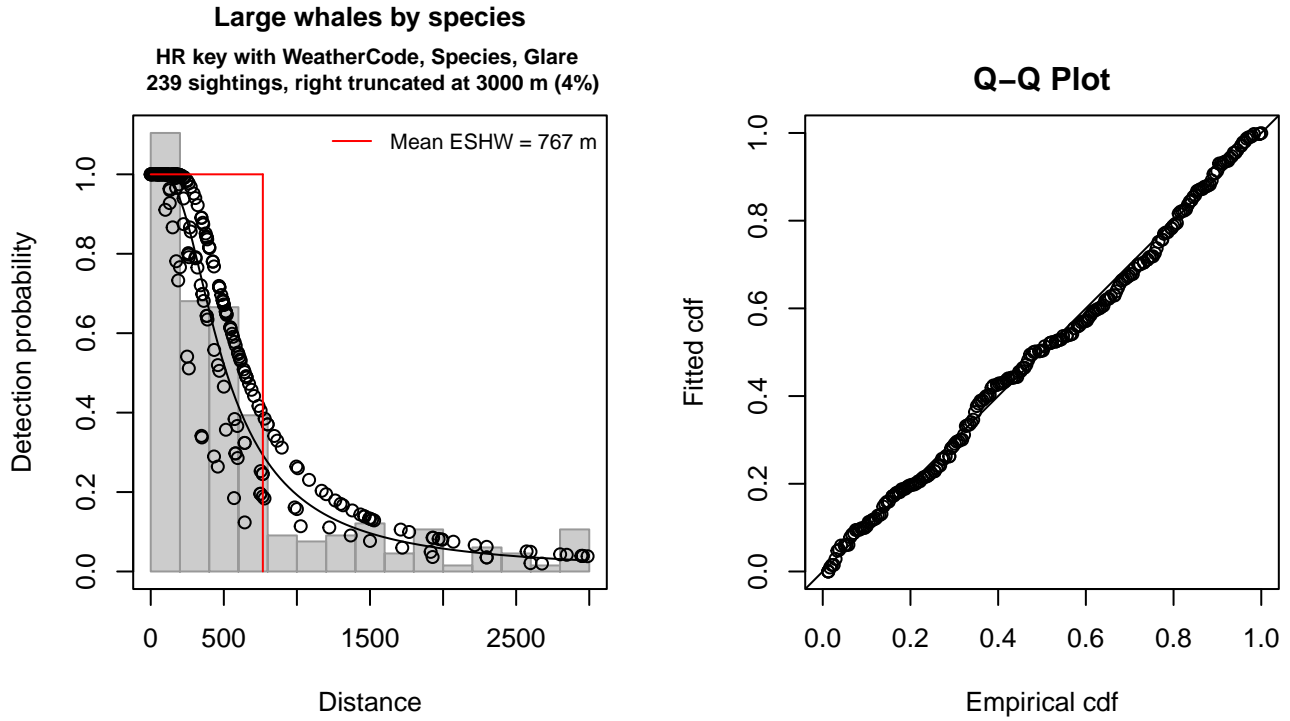 Large whales by species
HR key with WeatherCode, Species, Glare
239 sightings, right truncated at 3000 m (4%)
Mean ESHW = 767 m
Detection probability
1.0
0.8
0.6
0.4
0.2
0.0
0 500 1500 2500
Distance
Q−Q Plot
Fitted cdf
1.0
0.8
0.6
0.4
0.2
0.0
0.0 0.2 0.4 0.6 0.8 1.0
Empirical cdf